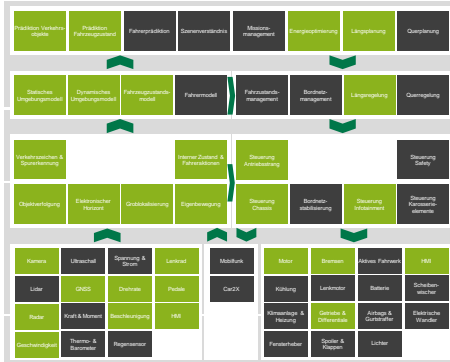 Prädiktion Verkehrs-
objekte
Prädiktion
Fahrzeugzustand
Fahrerprädiktion
Szenenverständnis
Missions-
management
Energieoptimierung
Längsplanung
Querplanung
Statisches
Umgebungsmodell
Dynamisches
Umgebungsmodell
Fahrzeugzustands-
modell
Fahrermodell
Fahrzustands-
management
Bordnetz-
management
Längsregelung
Querregelung
Verkehrszeichen &
Spurerkennung
Interner Zustand &
Fahreraktionen
Steuerung
Antriebsstrang
Steuerung
Safety
Objektverfolgung
Elektronischer
Horizont
Groblokalisierung
Eigenbewegung
Steuerung
Chassis
Bordnetz-
stabilisierung
Steuerung
Infotainment
Steuerung
Karosserie-
elemente
Kamera
Ultraschall
Spannung &
Strom
Lenkrad
Mobilfunk
Motor
Bremsen
Aktives Fahrwerk
HMI
Lidar
GNSS
Drehrate
Pedale
Car2X
Kühlung
Lenkmotor
Batterie
Scheiben-
wischer
Radar
Kraft & Moment
Beschleunigung
HMI
Klimaanlage &
Heizung
Getriebe &
Differentiale
Airbags &
Gurtstraffer
Elektrische
Wandler
Geschwindigkeit
Thermo- &
Barometer
Regensensor
Fensterheber
Spoiler &
Klappen
Lichter